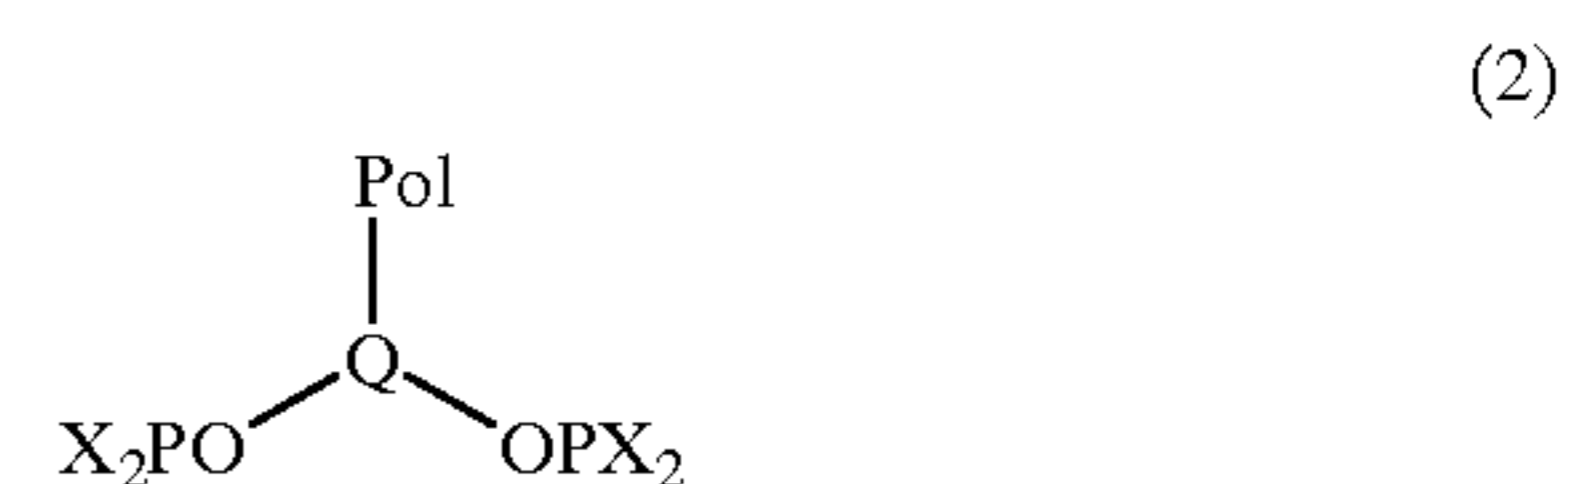 (2)
Pol
Q
X₂PO OPX₂